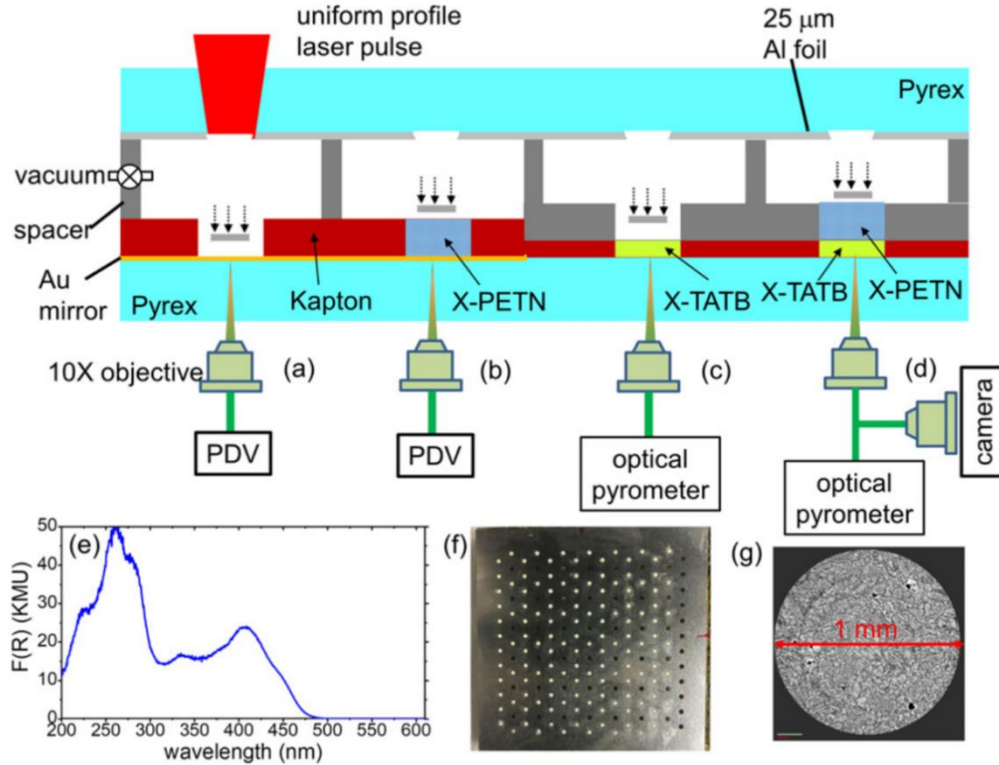 uniform profile
laser pulse
25 μm
Al foil
Pyrex
vacuum
spacer
Au
mirror
Pyrex
Kapton
X-PETN
X-TATB
X-TATB
X-PETN
10X objective
(a)
(b)
(c)
(d)
PDV
PDV
optical
pyrometer
optical
pyrometer
camera
(e)
F(R) (KMU)
50
40
30
20
10
0
200 250 300 350 400 450 500 550 600
wavelength (nm)
(f)
(g)
1 mm